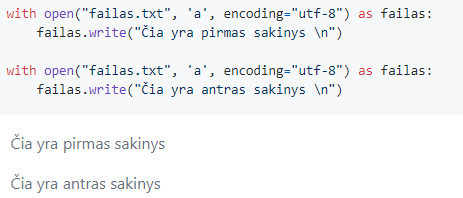 with open("failas.txt", 'a', encoding="utf-8") as failas:
    failas.write("Čia yra pirmas sakinys \n")
with open("failas.txt", 'a', encoding="utf-8") as failas:
    failas.write("Čia yra antras sakinys \n")
Čia yra pirmas sakinys
Čia yra antras sakinys